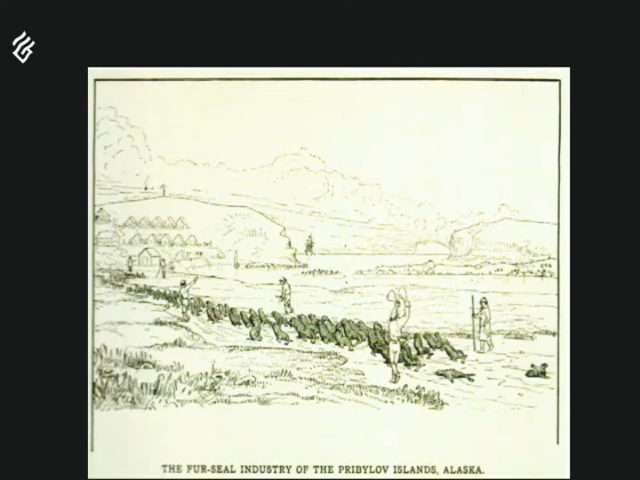 THE FUR-SEAL INDUSTRY OF THE PRIBYLOV ISLANDS, ALASKA.